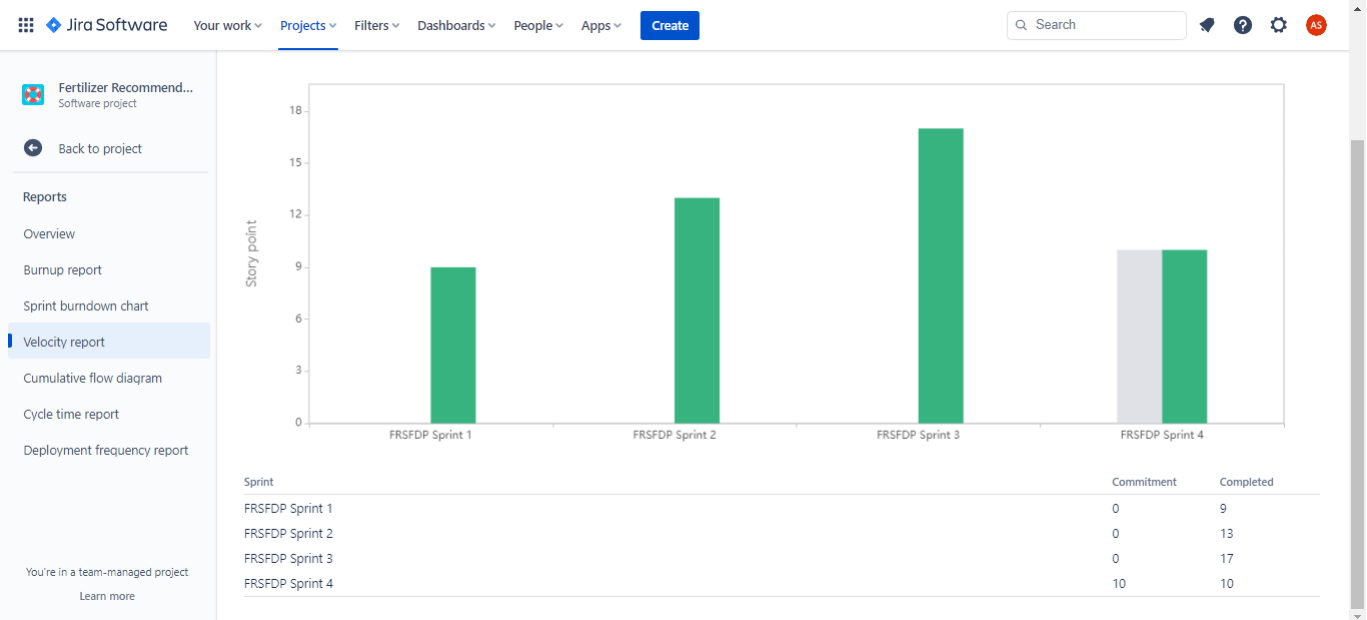 Jira Software Your work Projects Filters Dashboards People Apps Create Search AS
Fertilizer Recommend...
Software project
Back to project
Reports
Overview
Burnup report
Sprint burndown chart
Velocity report
Cumulative flow diagram
Cycle time report
Deployment frequency report
You're in a team-managed project
Learn more
Story point
18
15
12
9
6
3
0
FRSFDP Sprint 1 FRSFDP Sprint 2 FRSFDP Sprint 3 FRSFDP Sprint 4
Sprint Commitment Completed
FRSFDP Sprint 1 0 9
FRSFDP Sprint 2 0 13
FRSFDP Sprint 3 0 17
FRSFDP Sprint 4 10 10